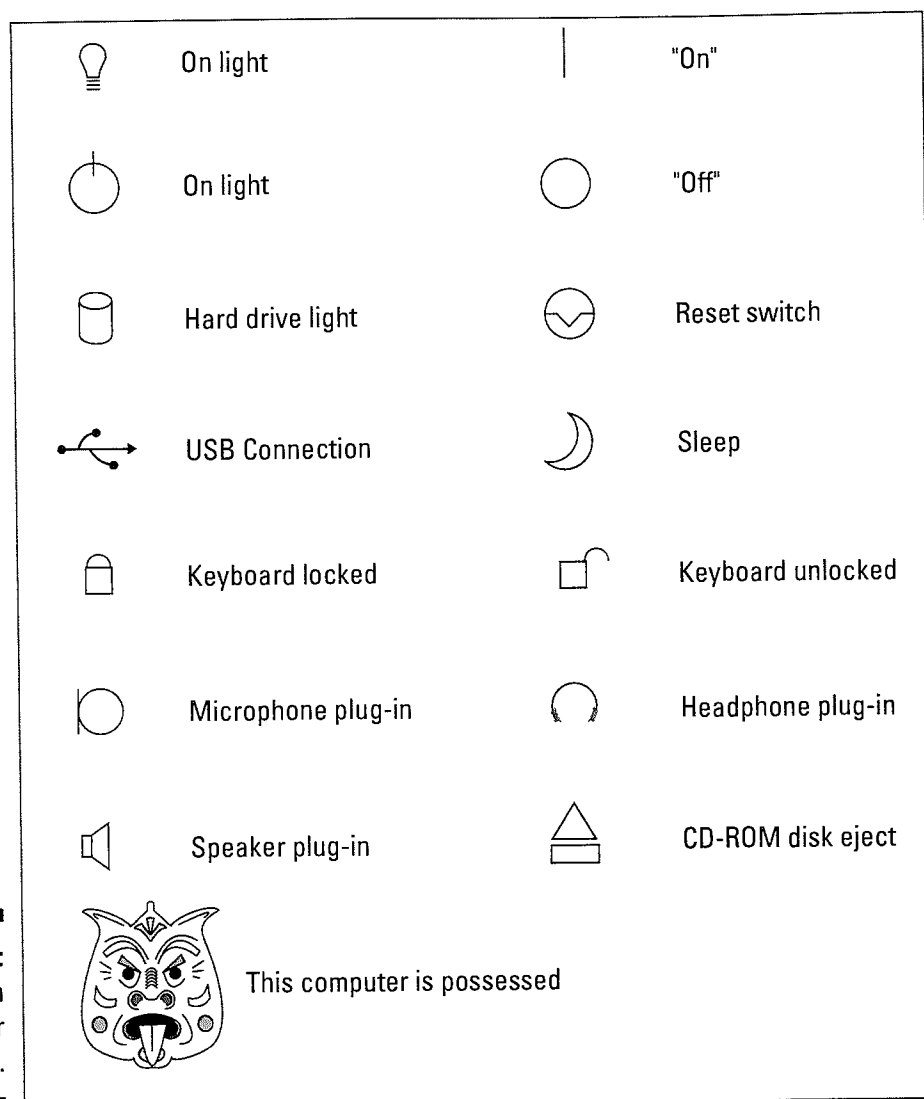 On light
"On"
On light
"Off"
Hard drive light
Reset switch
USB Connection
Sleep
Keyboard locked
Keyboard unlocked
Microphone plug-in
Headphone plug-in
Speaker plug-in
CD-ROM disk eject
This computer is possessed